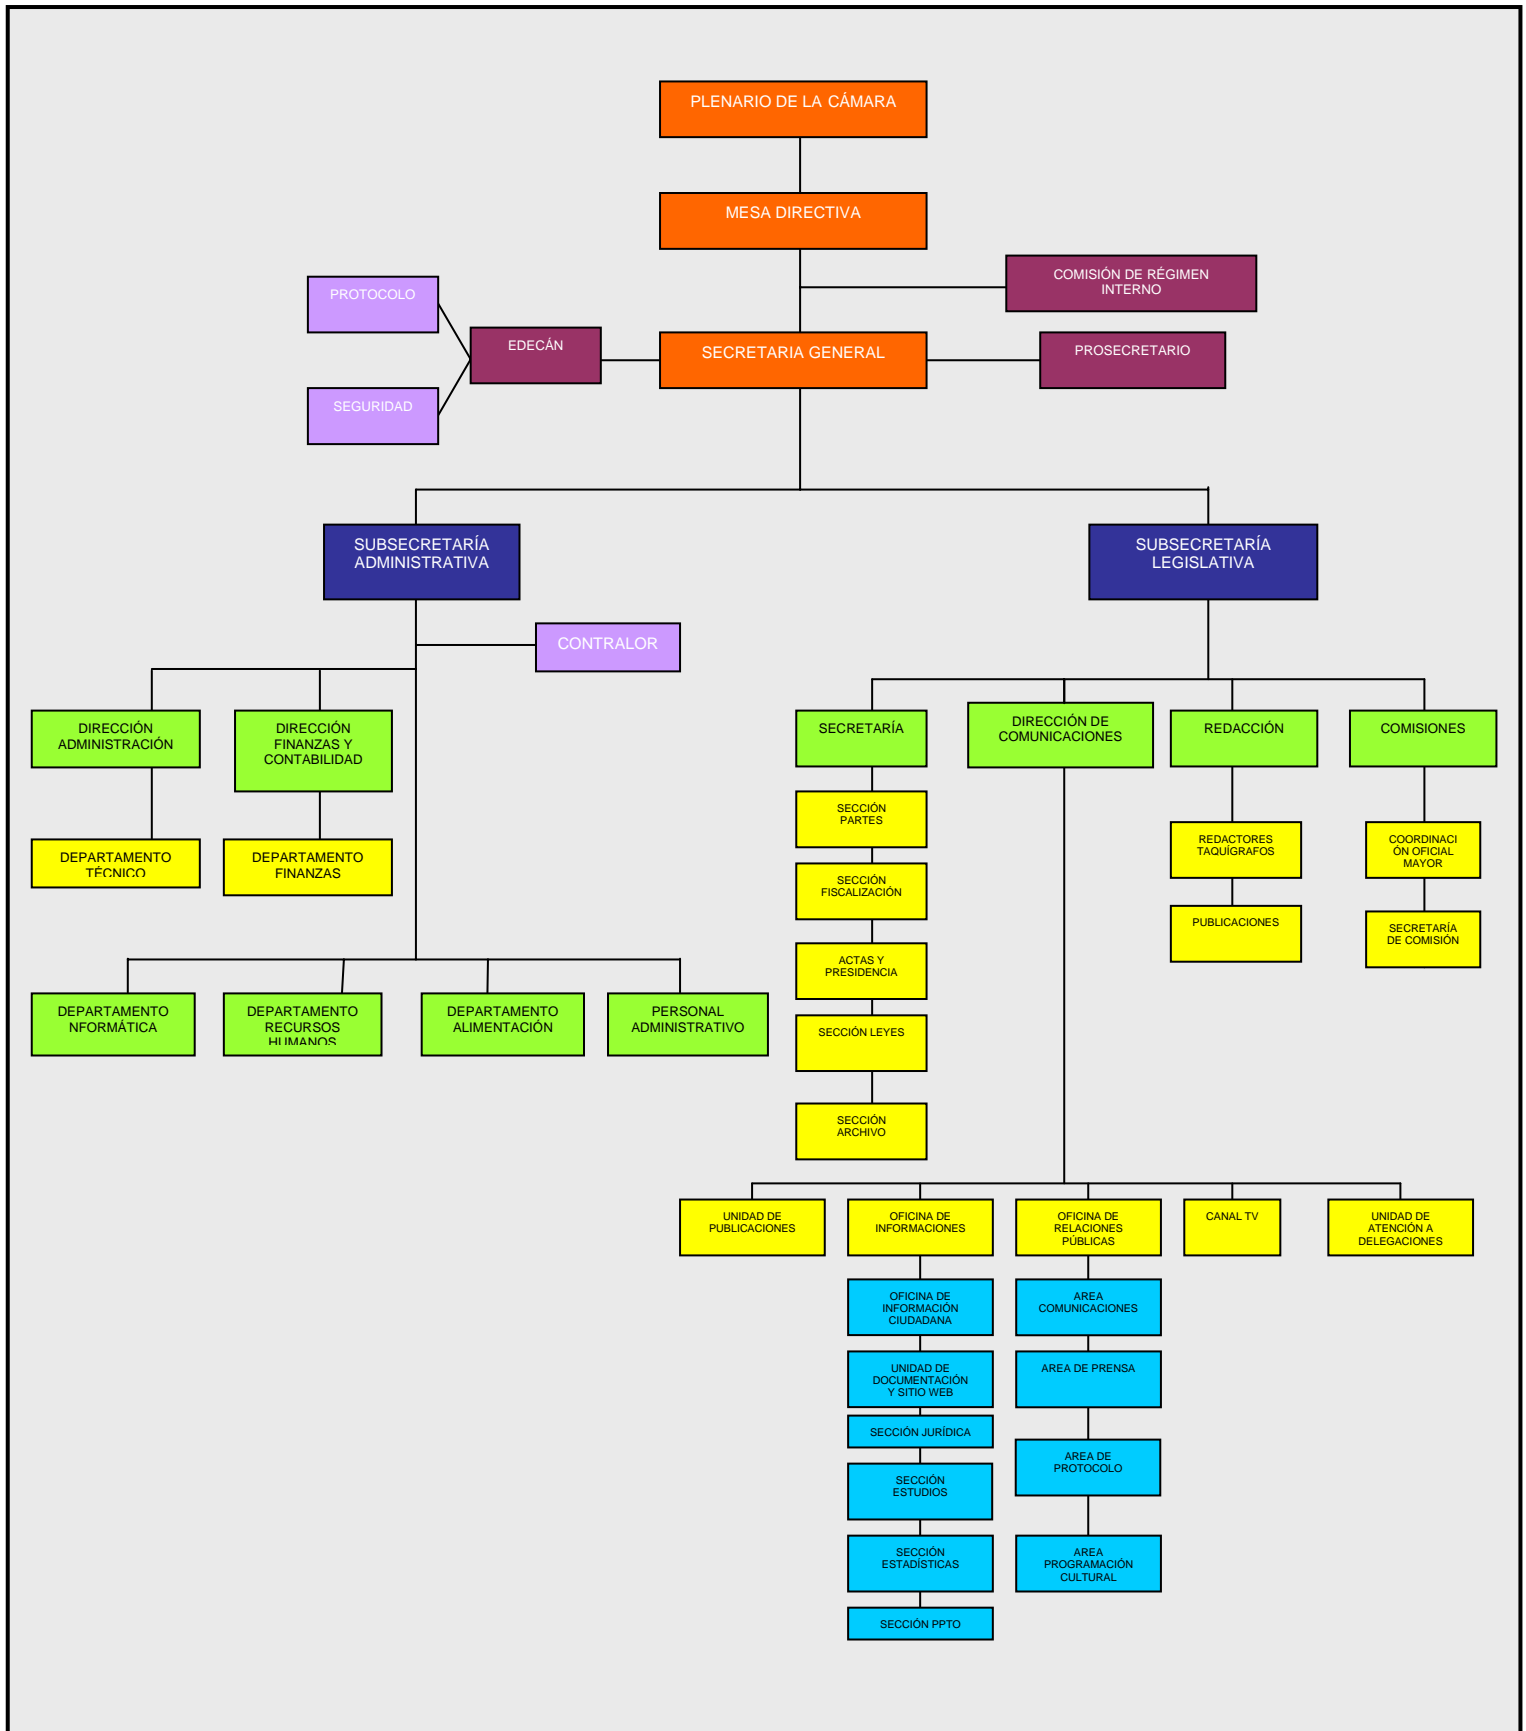 PLENARIO DE LA CÁMARA
MESA DIRECTIVA
COMISIÓN DE RÉGIMEN
INTERNO
PROTOCOLO
EDECÁN
SECRETARIA GENERAL
PROSECRETARIO
SEGURIDAD
SUBSECRETARÍA
ADMINISTRATIVA
SUBSECRETARÍA
LEGISLATIVA
CONTRALOR
DIRECCIÓN
ADMINISTRACIÓN
DIRECCIÓN
FINANZAS Y
CONTABILIDAD
SECRETARÍA
DIRECCIÓN DE
COMUNICACIONES
REDACCIÓN
COMISIONES
DEPARTAMENTO
TÉCNICO
DEPARTAMENTO
FINANZAS
SECCIÓN
PARTES
REDACTORES
TAQUÍGRAFOS
COORDINACI
ÓN OFICIAL
MAYOR
SECCIÓN
FISCALIZACIÓN
PUBLICACIONES
SECRETARÍA
DE COMISIÓN
ACTAS Y
PRESIDENCIA
DEPARTAMENTO
NFORMÁTICA
DEPARTAMENTO
RECURSOS
HUMANOS
DEPARTAMENTO
ALIMENTACIÓN
PERSONAL
ADMINISTRATIVO
SECCIÓN LEYES
SECCIÓN
ARCHIVO
UNIDAD DE
PUBLICACIONES
OFICINA DE
INFORMACIONES
OFICINA DE
RELACIONES
PÚBLICAS
CANAL TV
UNIDAD DE
ATENCIÓN A
DELEGACIONES
OFICINA DE
INFORMACIÓN
CIUDADANA
AREA
COMUNICACIONES
UNIDAD DE
DOCUMENTACIÓN
Y SITIO WEB
AREA DE PRENSA
SECCIÓN JURÍDICA
AREA DE
PROTOCOLO
SECCIÓN
ESTUDIOS
SECCIÓN
ESTADÍSTICAS
AREA
PROGRAMACIÓN
CULTURAL
SECCIÓN PPTO